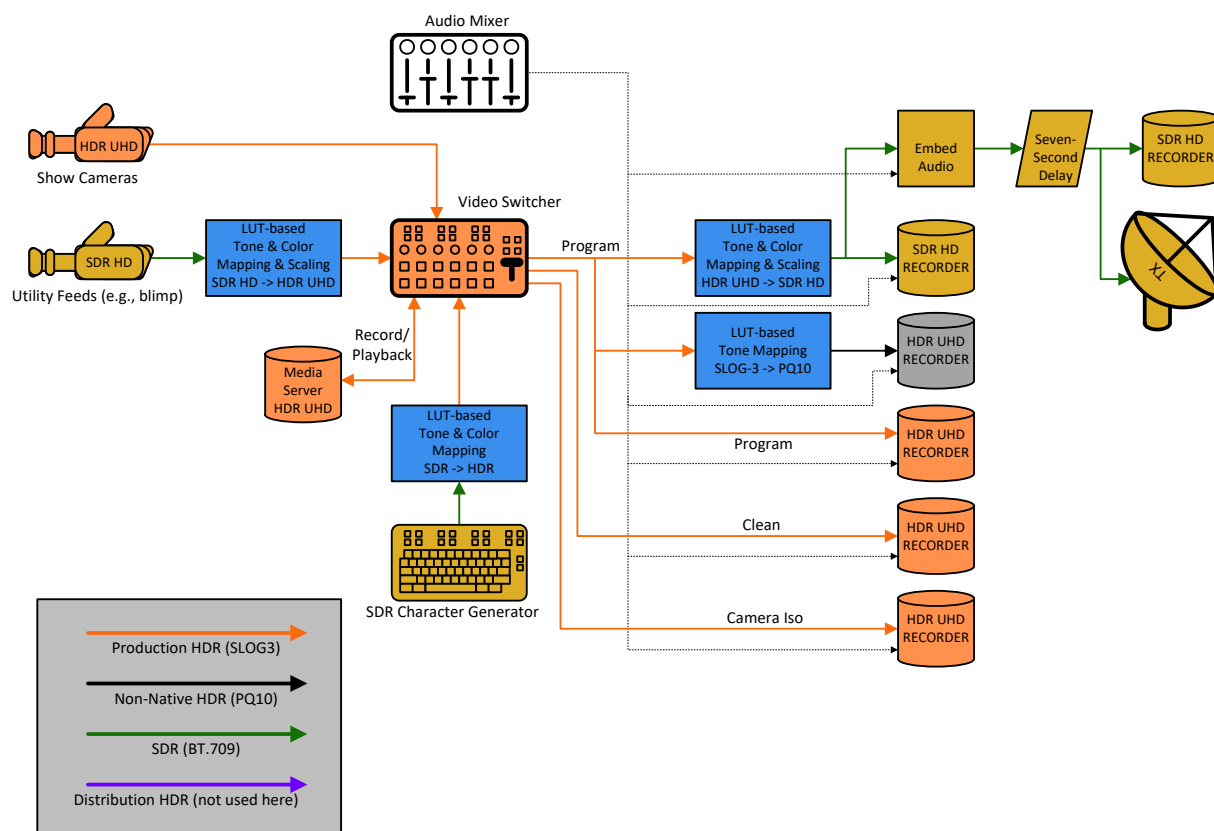 Audio Mixer
HDR UHD
Show Cameras
SDR HD
Utility Feeds (e.g., blimp)
LUT-based
Tone & Color
Mapping & Scaling
SDR HD -> HDR UHD
Video Switcher
Record/
Playback
Media
Server
HDR UHD
LUT-based
Tone & Color
Mapping
SDR -> HDR
SDR Character Generator
Program
LUT-based
Tone & Color
Mapping & Scaling
HDR UHD -> SDR HD
LUT-based
Tone Mapping
SLOG-3 -> PQ10
Embed
Audio
Seven-
Second
Delay
SDR HD
RECORDER
TX
SDR HD
RECORDER
HDR UHD
RECORDER
Program
HDR UHD
RECORDER
Clean
HDR UHD
RECORDER
Camera Iso
HDR UHD
RECORDER
Production HDR (SLOG3)
Non-Native HDR (PQ10)
SDR (BT.709)
Distribution HDR (not used here)